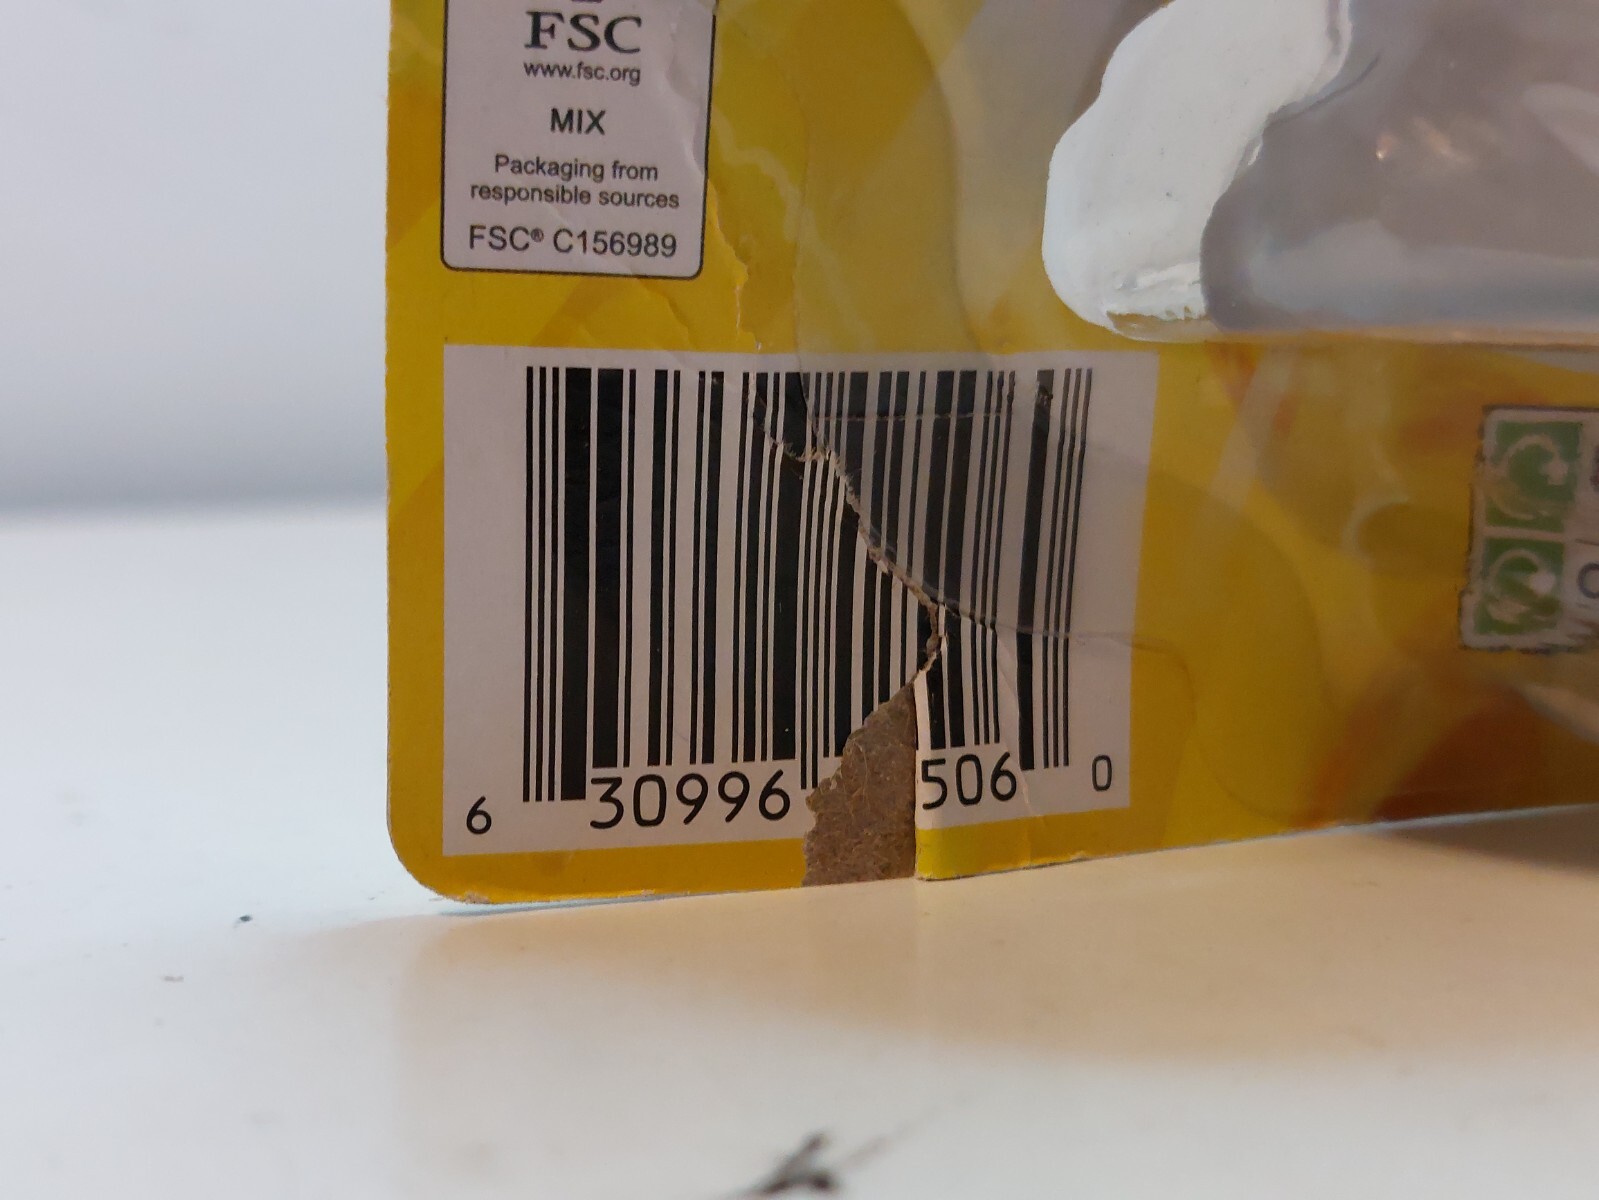 FSC
www.fsc.org
MIX
Packaging from
responsible sources
FSC® C156989
6 30996 506 0